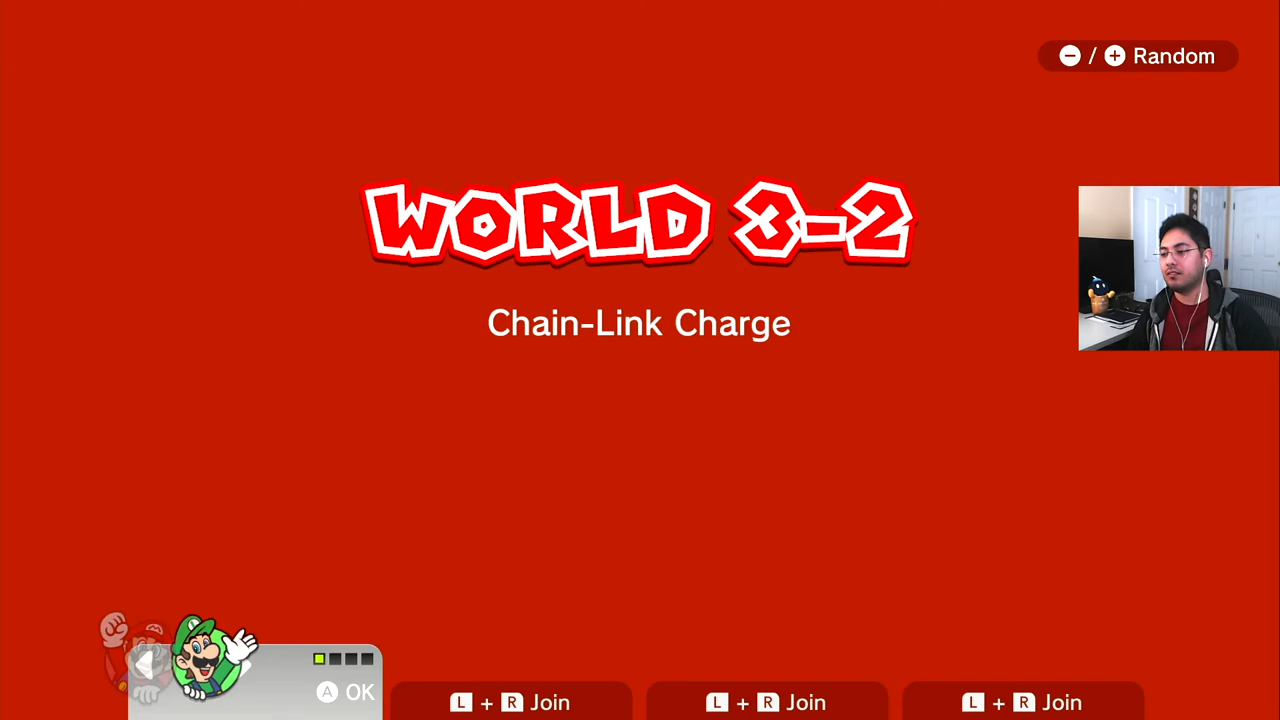 ⊖ / ⊕ Random
WORLD 3-2
Chain-Link Charge
A OK
L + R Join
L + R Join
L + R Join